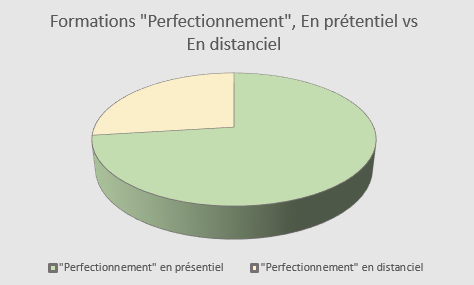 Formations "Perfectionnement", En prétentiel vs
En distanciel
"Perfectionnement" en présentiel
"Perfectionnement" en distanciel